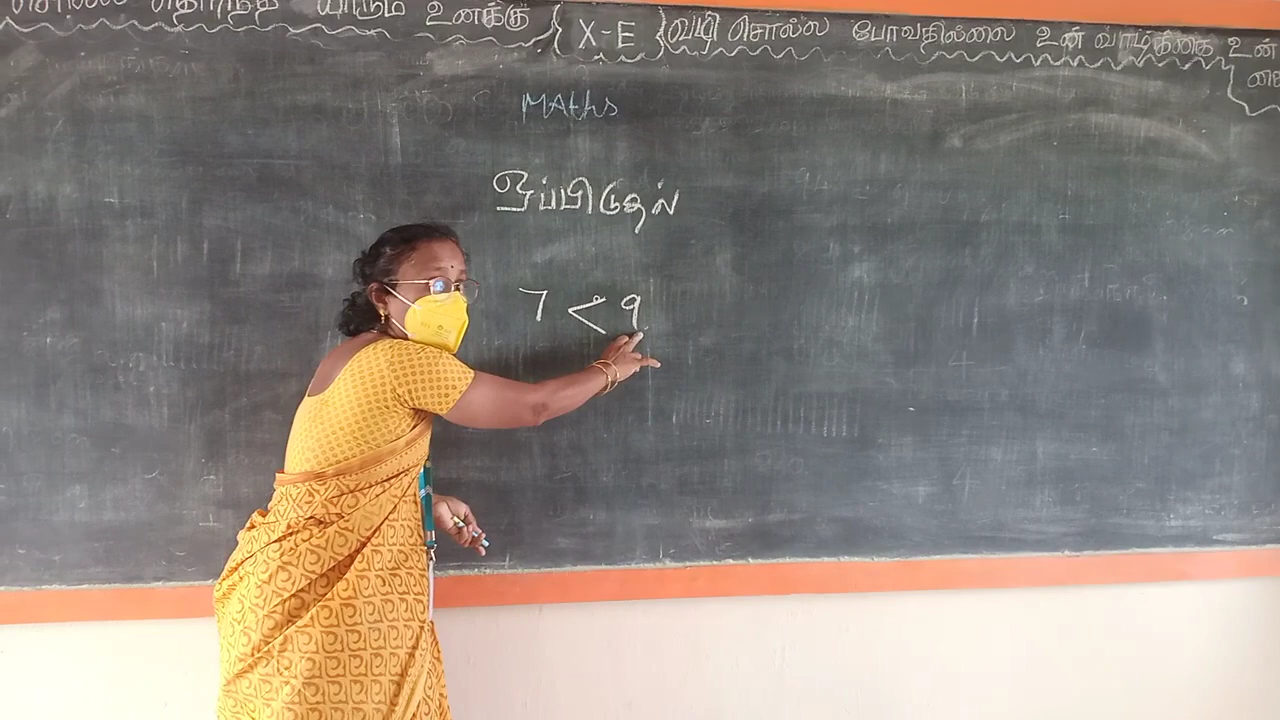 சொல்ல தெரிந்த யாரும் உனக்கு { X-E } வழி சொல்ல போவதில்லை உன் வாழ்க்கை உன்
Maths
ஒப்பிடுதல்
7 < 9